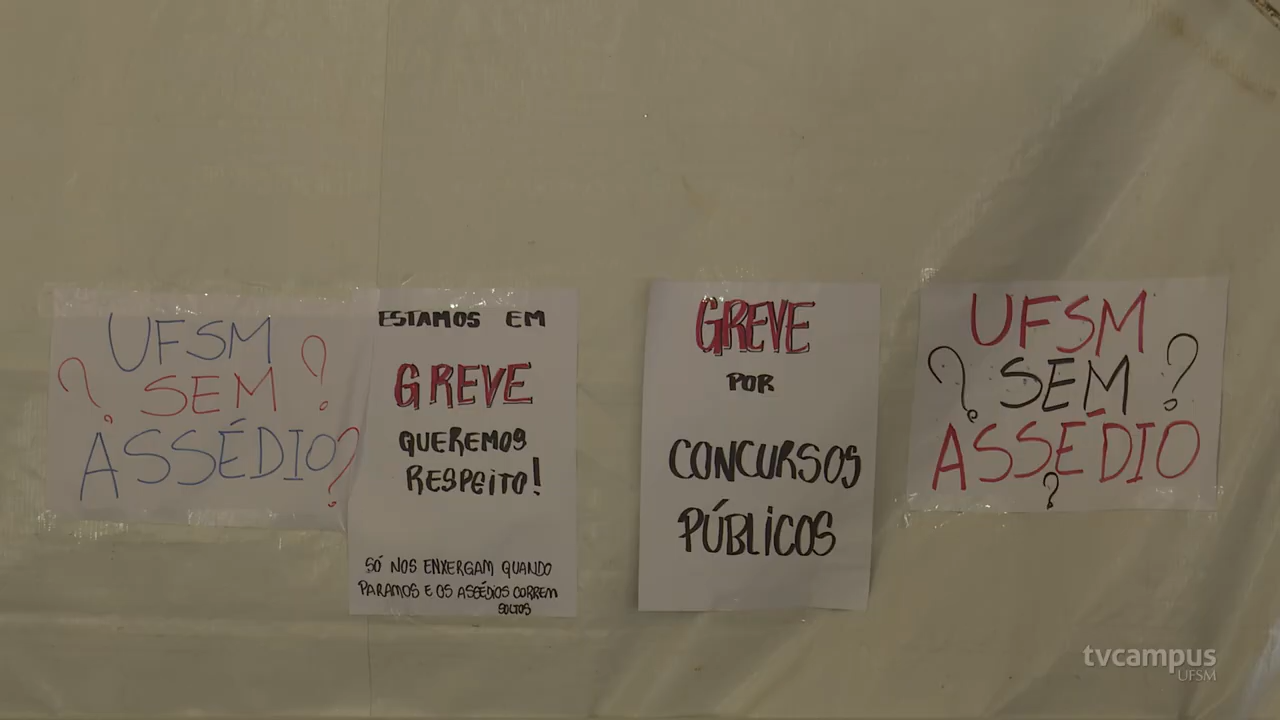 UFSM
? SEM ?
ASSÉDIO?
ESTAMOS EM
GREVE
QUEREMOS
RESPEITO!
SÓ NOS ENXERGAM QUANDO
PARAMOS E OS ASSÉDIOS CORREM
SOLTOS
GREVE
POR
CONCURSOS
PÚBLICOS
UFSM
? SEM ?
ASSÉDIO
?
tvcampus
UFSM